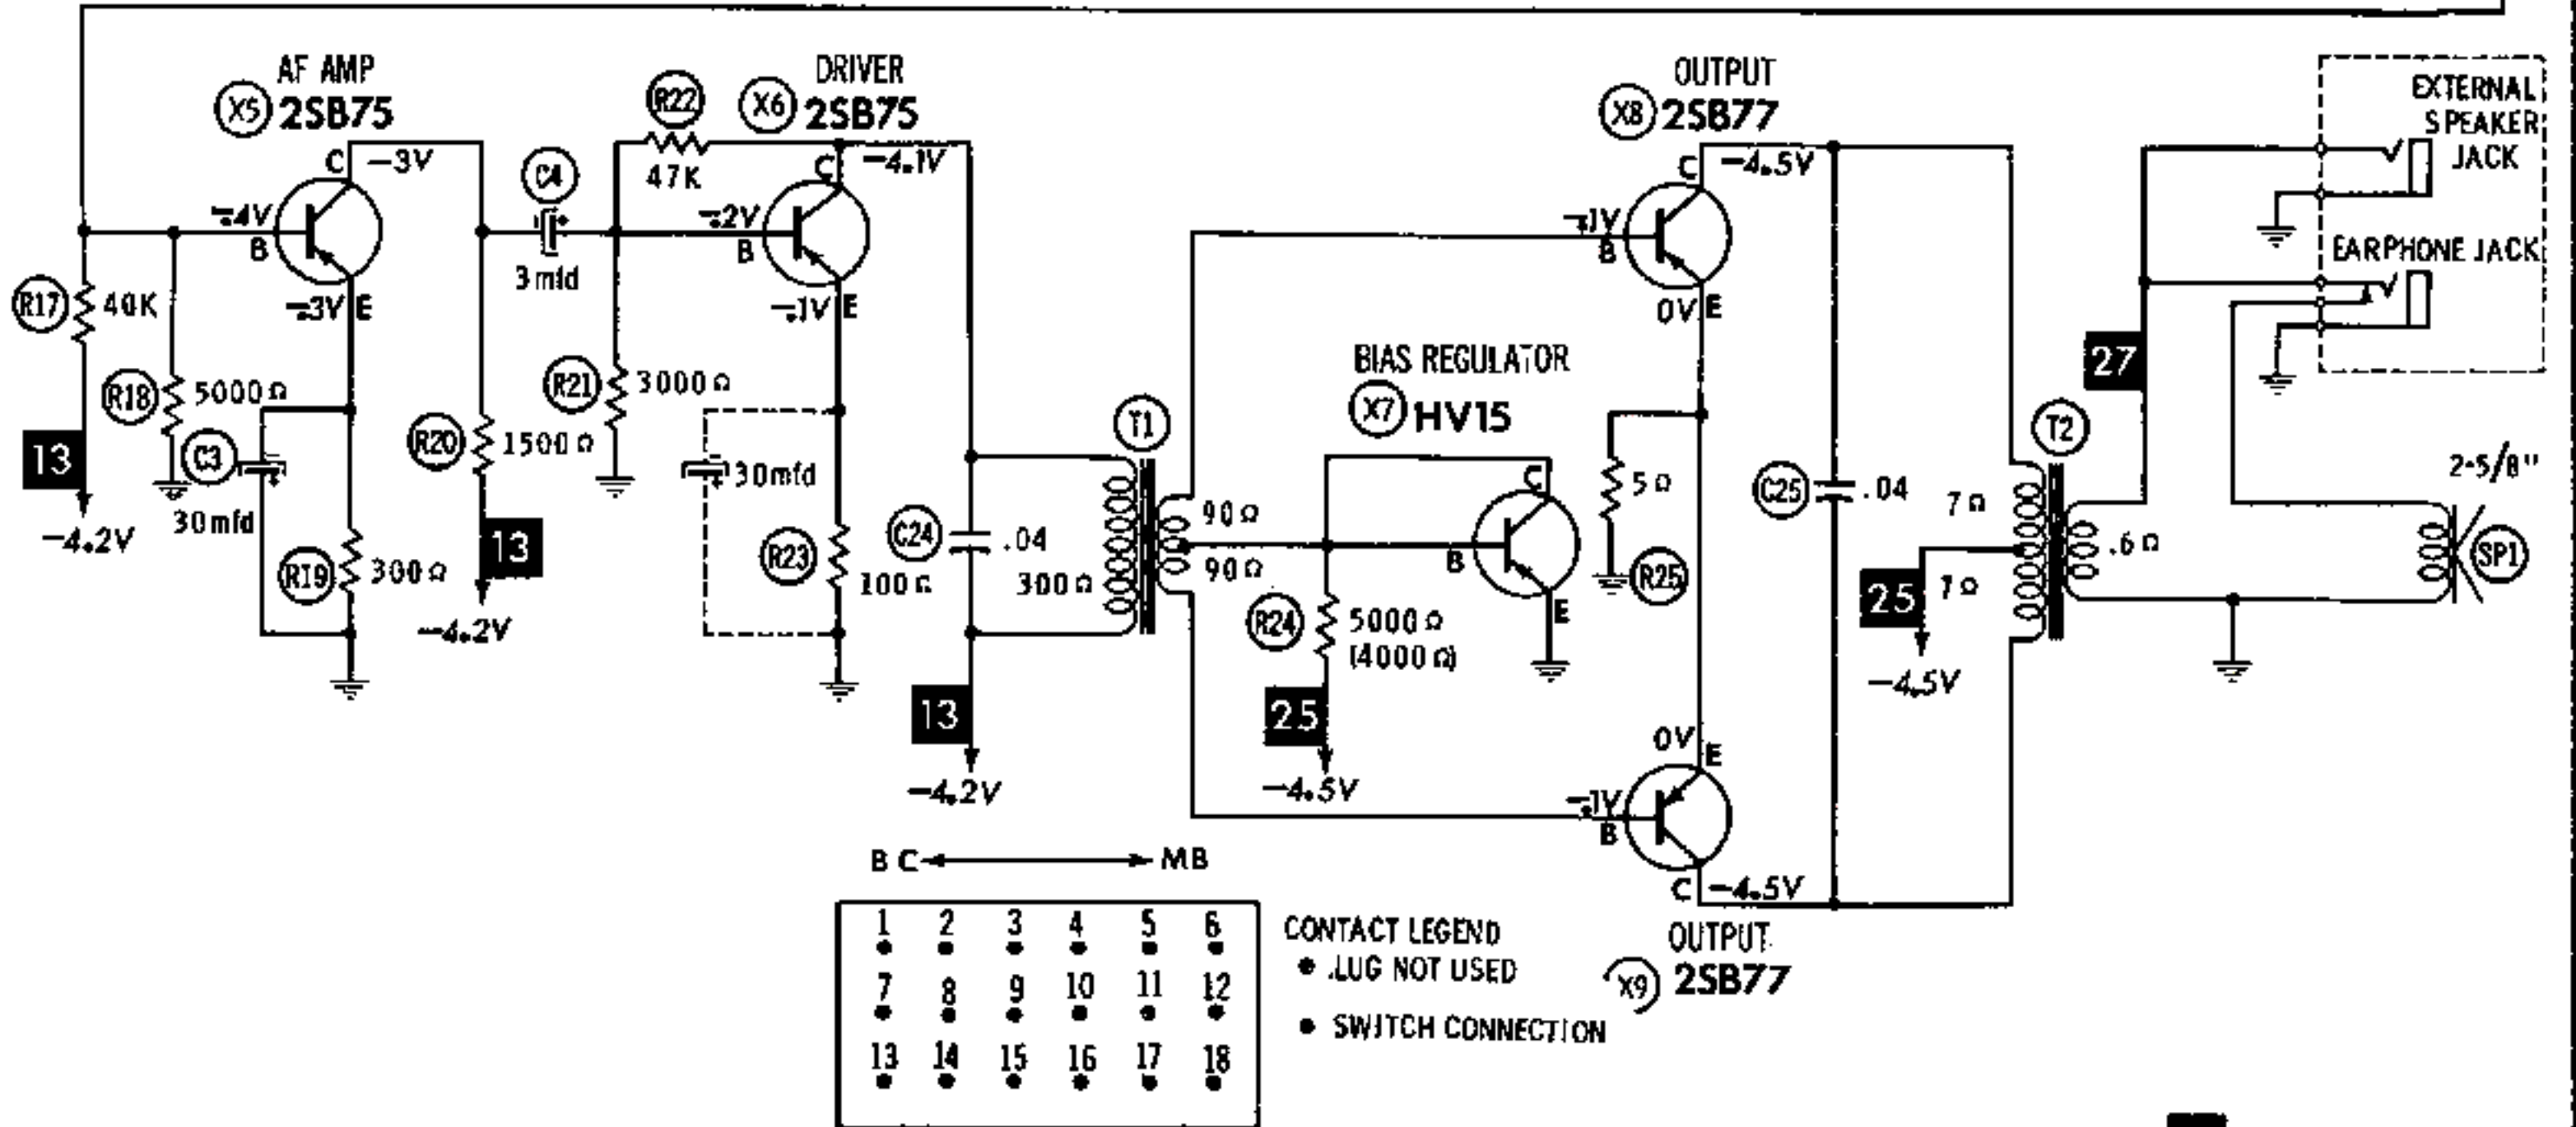 AF AMP
X5 2SB75
R22
47K
DRIVER
X6 2SB75
OUTPUT
X8 2SB77
EXTERNAL
SPEAKER
JACK
EARPHONE JACK
C -3V
-.4V
B
-.3V E
C4
3mfd
C -4.1V
-.2V
B
-.1V E
C -4.5V
-.1V
B
0V E
R17 40K
R18 5000Ω
13
-4.2V
C3
30mfd
R19 300Ω
R20 1500Ω
13
-4.2V
R21 3000Ω
30mfd
R23
100Ω
C24 .04
300Ω
13
-4.2V
T1
90Ω
90Ω
BIAS REGULATOR
X7 HV15
C
B
E
R24 5000Ω
(4000Ω)
25
-4.5V
5Ω
R25
C25 .04
27
T2
7Ω
7Ω
.6Ω
25
-4.5V
2-5/8"
SP1
0V E
-.1V
B
C -4.5V
OUTPUT
X9 2SB77
BC MB
1 2 3 4 5 6
7 8 9 10 11 12
13 14 15 16 17 18
CONTACT LEGEND
LUG NOT USED
SWITCH CONNECTION